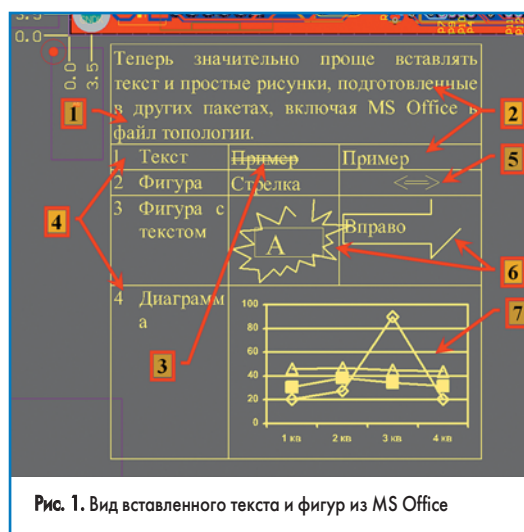 0.0
0.0
3.5
Теперь значительно проще вставлять
текст и простые рисунки, подготовленные
в других пакетах, включая MS Office в
файл топологии.
1 Текст Пример Пример
2 Фигура Стрелка
3 Фигура с
текстом
А
Вправо
4 Диаграмм
а
100
80
60
40
20
0
1 кв 2 кв 3 кв 4 кв
1
2
5
4
6
3
7
Рис. 1. Вид вставленного текста и фигур из MS Office